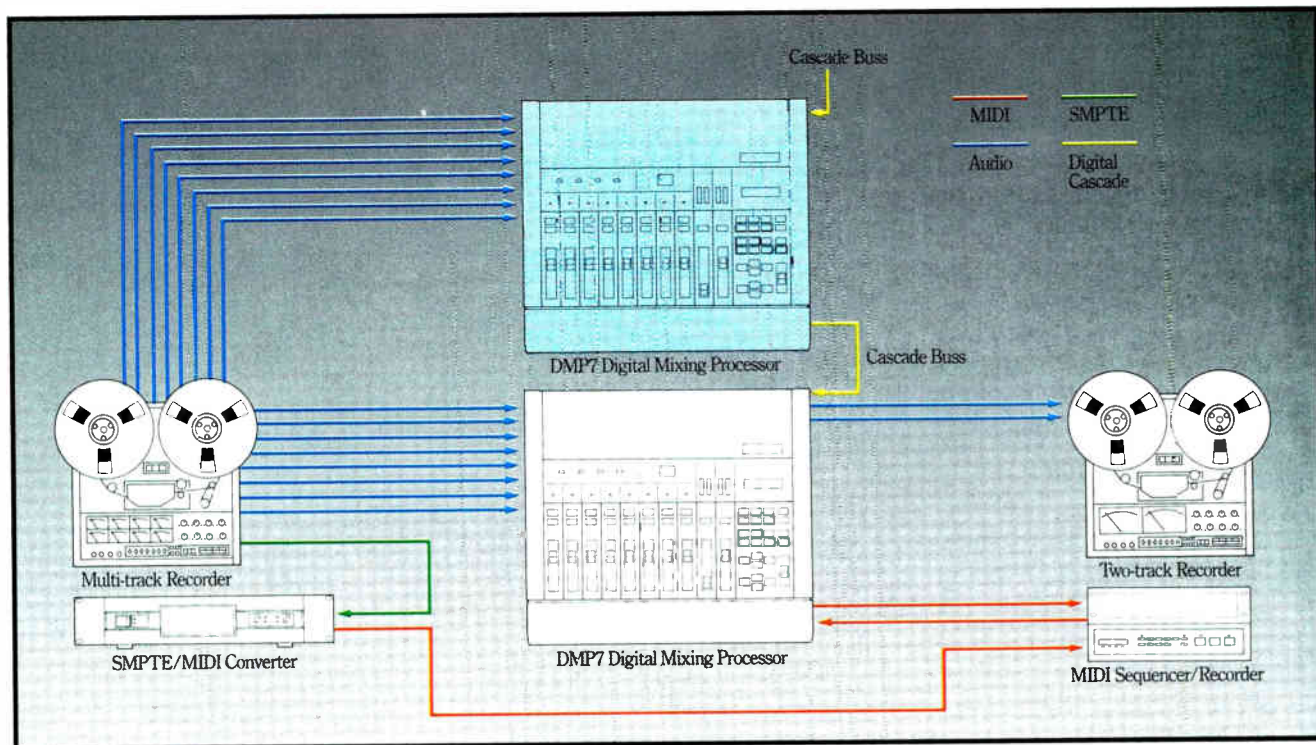 Cascade Buss
MIDI
SMPTE
Audio
Digital
Cascade
DMP7 Digital Mixing Processor
Cascade Buss
Multi-track Recorder
Two-track Recorder
SMPTE/MIDI Converter
DMP7 Digital Mixing Processor
MIDI Sequencer/Recorder